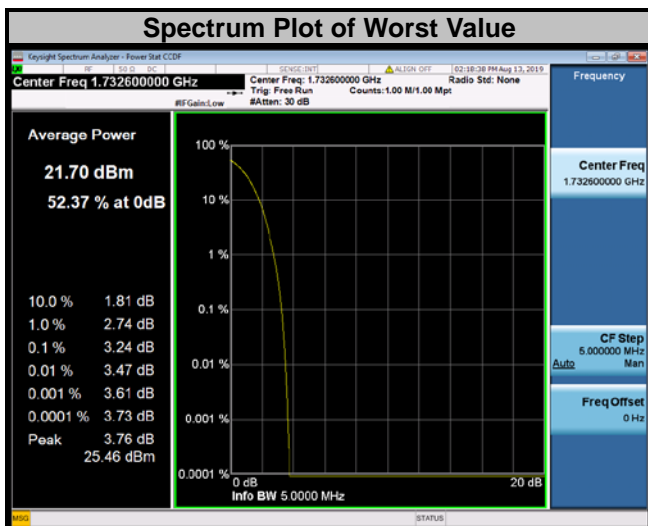 Spectrum Plot of Worst Value
Keysight Spectrum Analyzer - Power Stat CCDF
RF 50 Ω DC SENSE:INT ALIGN OFF 02:10:38 PM Aug 13, 2019
Center Freq 1.732600000 GHz
Center Freq: 1.732600000 GHz Radio Std: None
Trig: Free Run Counts:1.00 M/1.00 Mpt
#IFGain:Low #Atten: 30 dB
Frequency
Average Power
21.70 dBm
52.37 % at 0dB
10.0 % 1.81 dB
1.0 % 2.74 dB
0.1 % 3.24 dB
0.01 % 3.47 dB
0.001 % 3.61 dB
0.0001 % 3.73 dB
Peak 3.76 dB
25.46 dBm
100 %
10 %
1 %
0.1 %
0.01 %
0.001 %
0.0001 %
0 dB 20 dB
Info BW 5.0000 MHz
Center Freq
1.732600000 GHz
CF Step
5.000000 MHz
Auto Man
Freq Offset
0 Hz
MSG STATUS